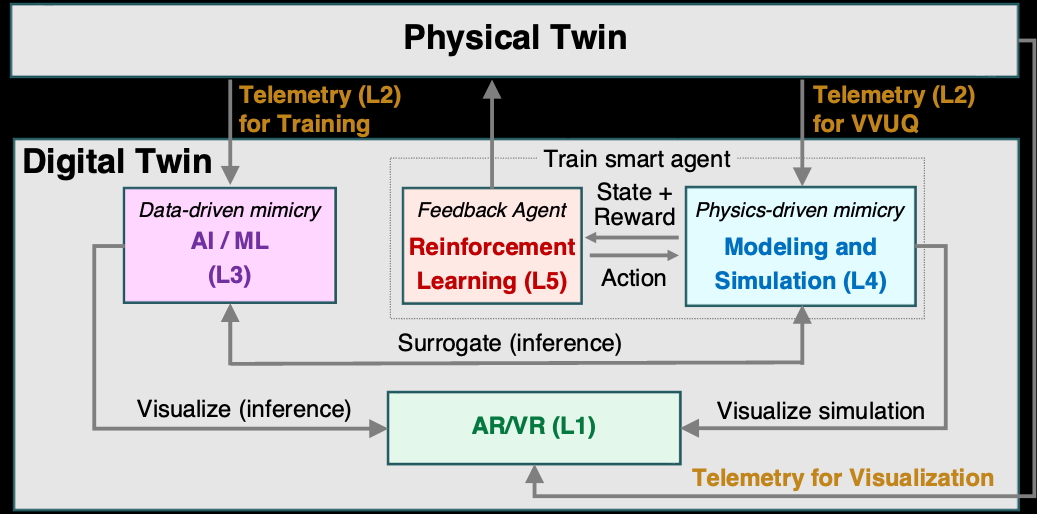 Physical Twin
Telemetry (L2)
for Training
Telemetry (L2)
for VVUQ
Digital Twin
Train smart agent
Data-driven mimicry
AI / ML
(L3)
Feedback Agent
Reinforcement
Learning (L5)
State +
Reward
Action
Physics-driven mimicry
Modeling and
Simulation (L4)
Surrogate (inference)
Visualize (inference)
AR/VR (L1)
Visualize simulation
Telemetry for Visualization